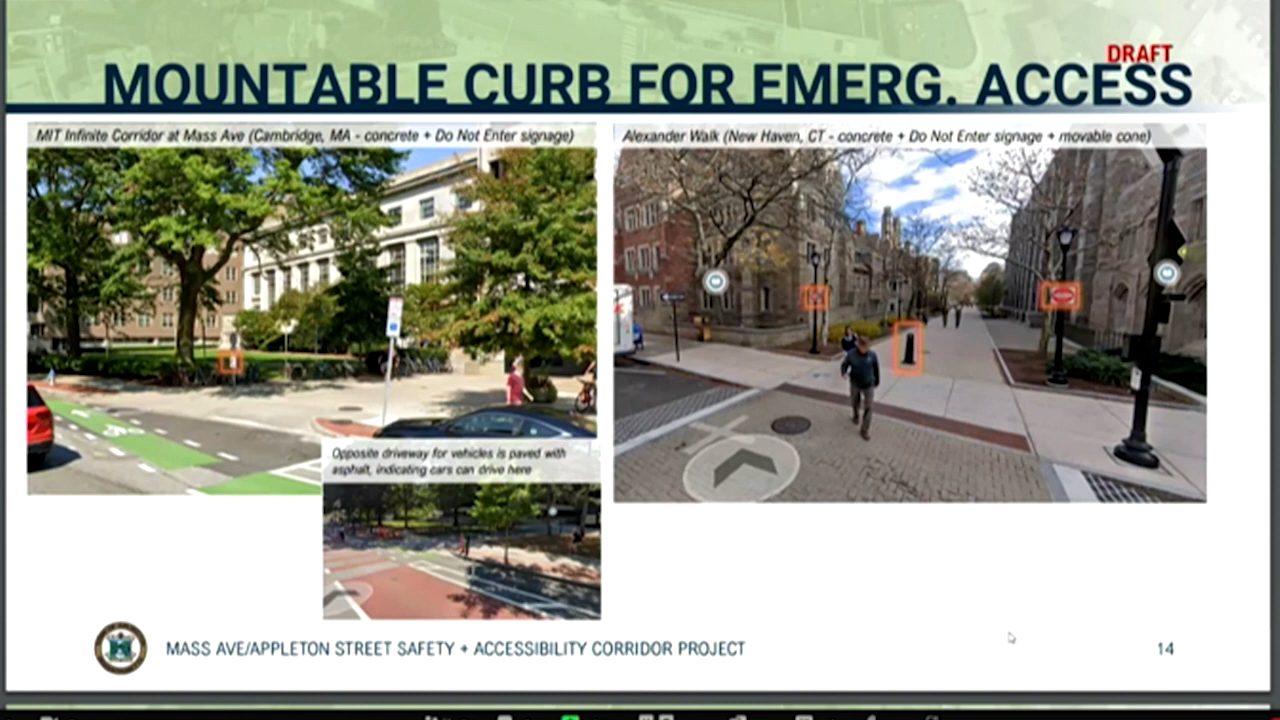 DRAFT
MOUNTABLE CURB FOR EMERG. ACCESS
MIT Infinite Corridor at Mass Ave (Cambridge, MA - concrete + Do Not Enter signage)
Alexander Walk (New Haven, CT - concrete + Do Not Enter signage + movable cone)
Opposite driveway for vehicles is paved with
asphalt, indicating cars can drive here
MASS AVE/APPLETON STREET SAFETY + ACCESSIBILITY CORRIDOR PROJECT
14